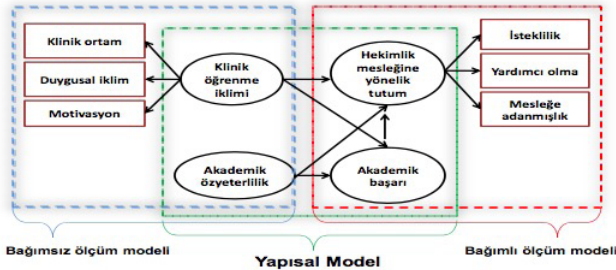 Klinik ortam
Duygusal iklim
Motivasyon
Klinik
öğrenme
iklimi
Akademik
özyeterlilik
Hekimlik
mesleğine
yönelik
tutum
Akademik
başarı
İsteklilik
Yardımcı olma
Mesleğe
adanmışlık
Bağımsız ölçüm modeli
Yapısal Model
Bağımlı ölçüm modeli